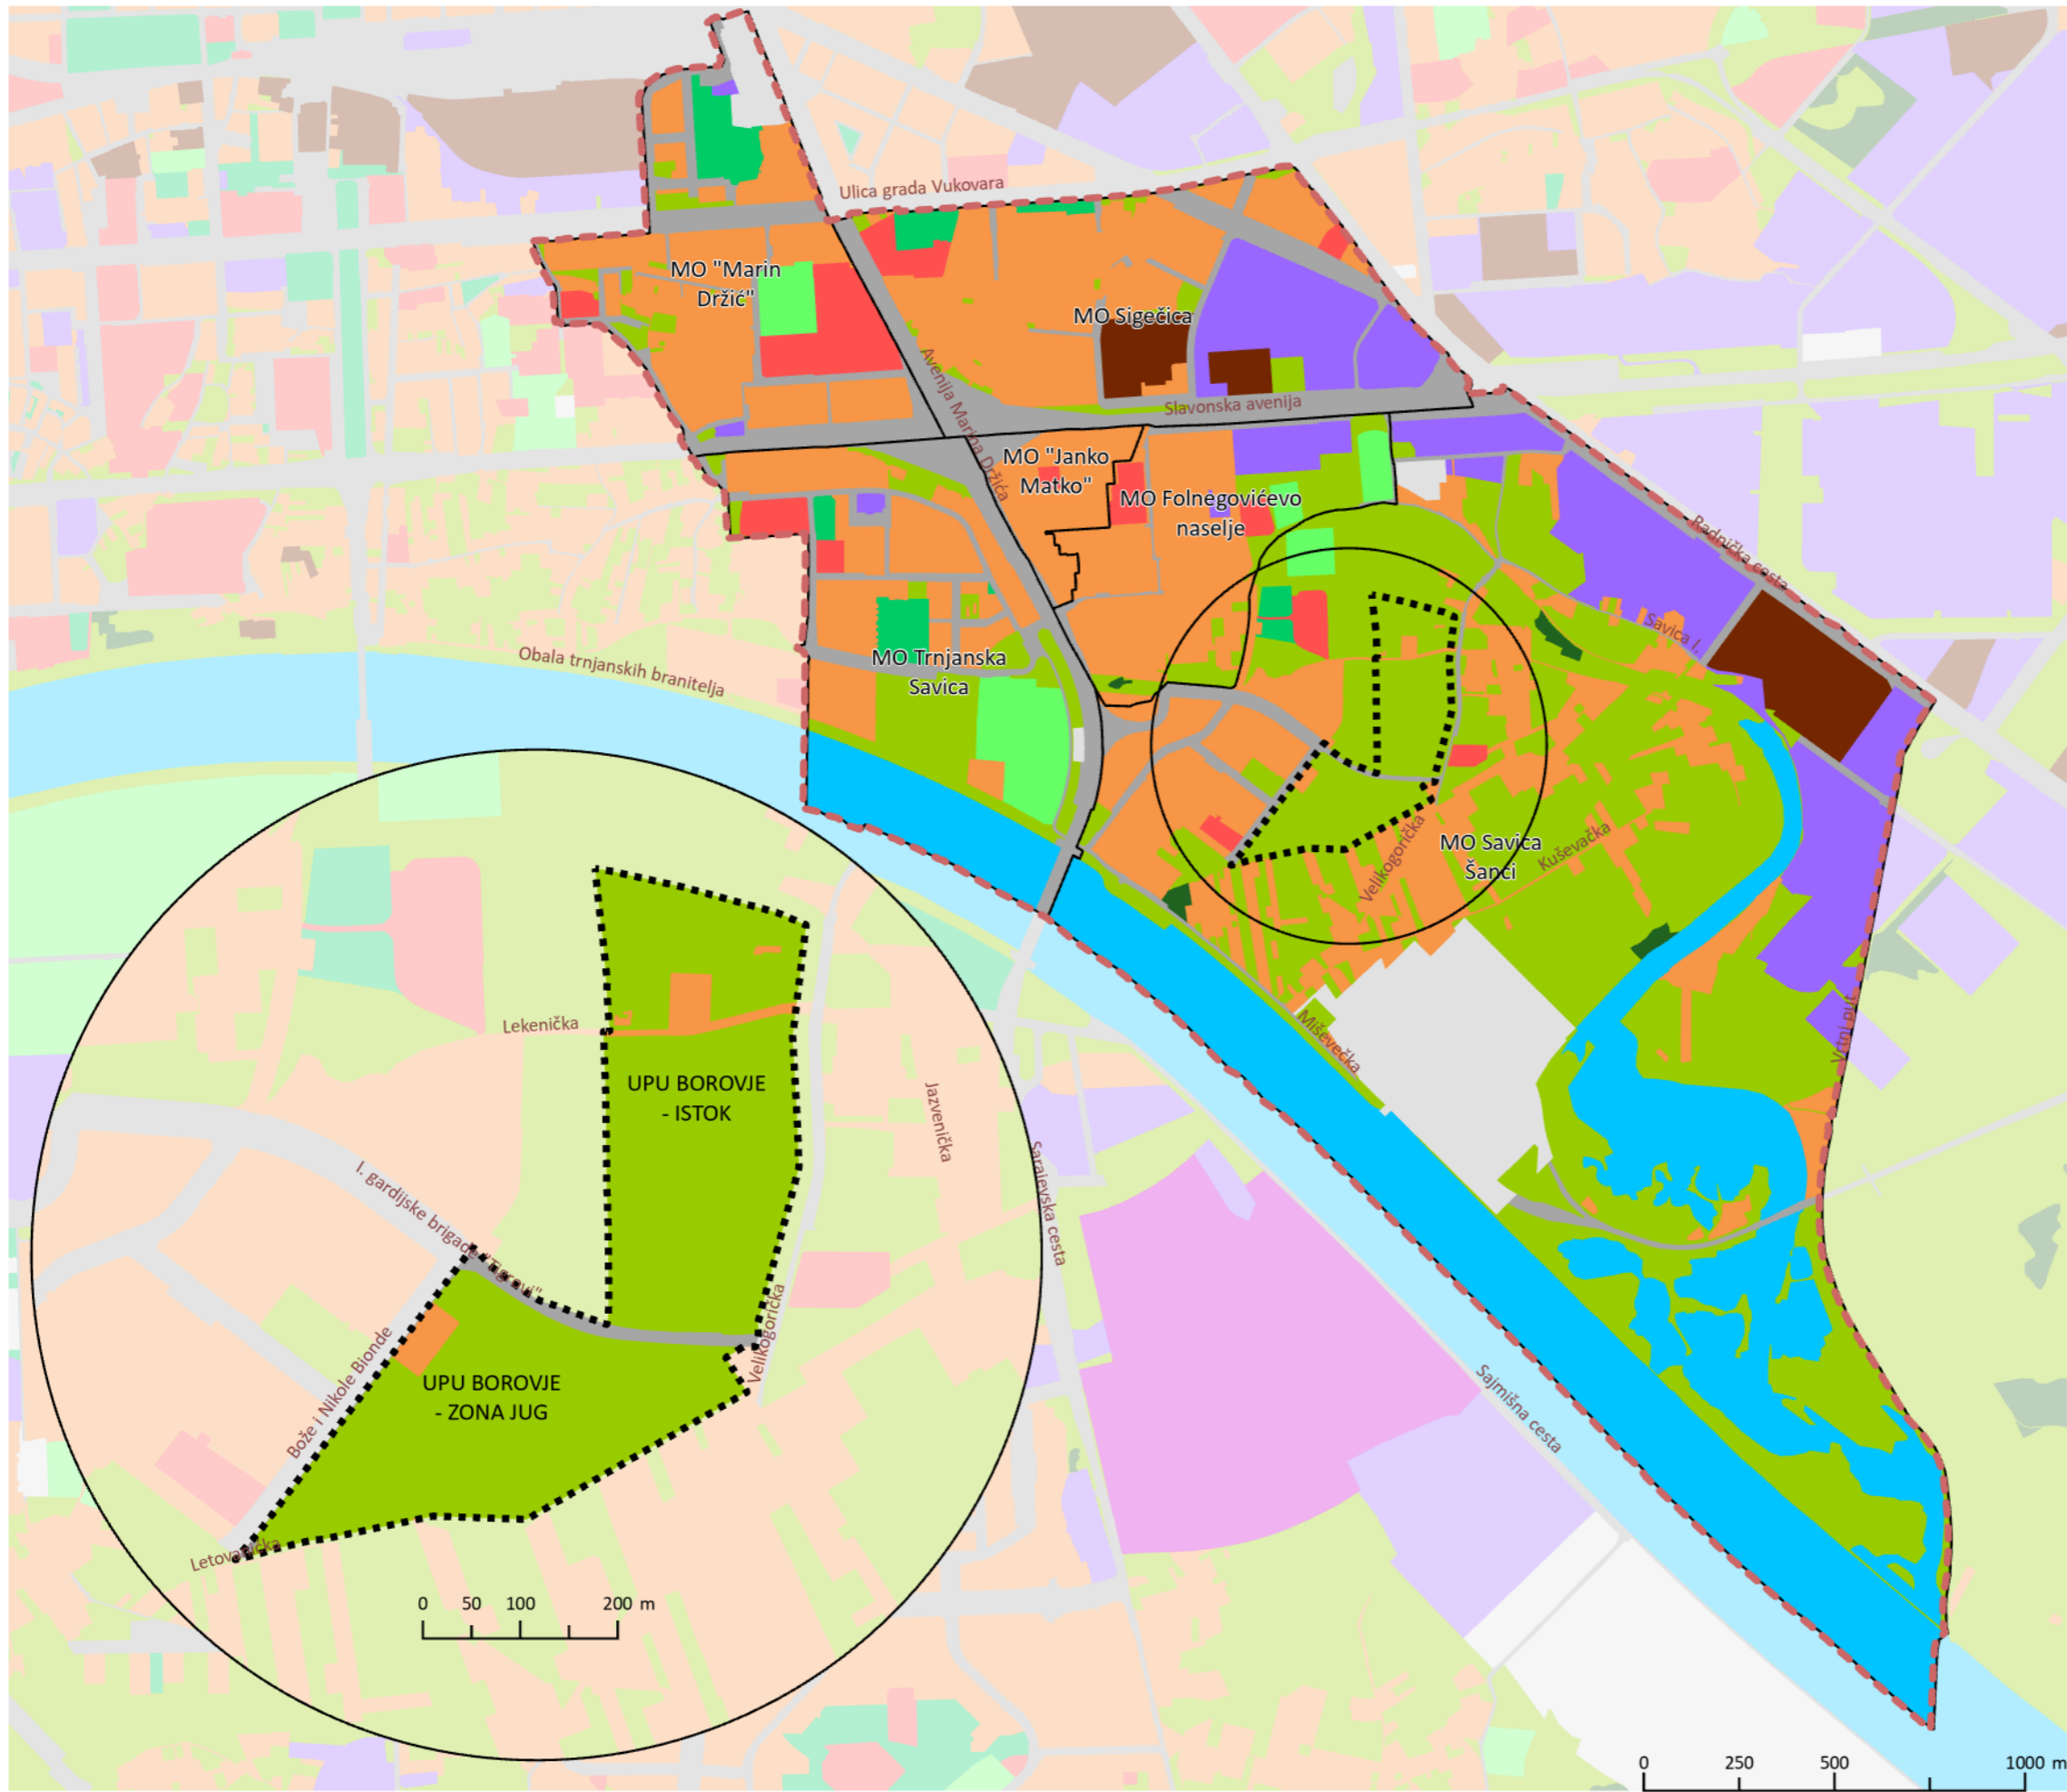 Ulica grada Vukovara
MO "Marin
Držić"
MO Sigečica
Avenija Marina Držića
Slavonska avenija
MO "Janko
Matko"
MO Folnegovićevo
naselje
Radnička cesta
Savica I.
Obala trnjanskih branitelja
MO Trnjanska
Savica
MO Savica
Šanci
Velikogorička
Kuševačka
Miševečka
Vrtni put
Lekenička
UPU BOROVJE
- ISTOK
Jazvenička
Sarajevska cesta
I. gardijske brigade "Tigrovi"
Velikogorička
Bože i Nikole Bionde
UPU BOROVJE
- ZONA JUG
Sajmišna cesta
Letovanička
0 50 100 200 m
0 250 500 1000 m